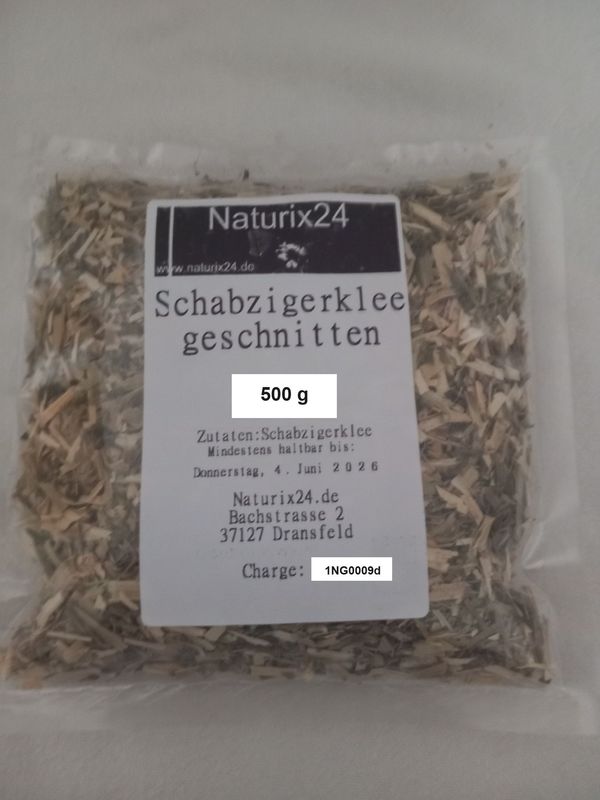 Naturix24
www.naturix24.de
Schabzigerklee
geschnitten
500 g
Zutaten:Schabzigerklee
Mindestens haltbar bis:
Donnerstag, 4. Juni 2026
Naturix24.de
Bachstrasse 2
37127 Dransfeld
Charge: 1NG0009d